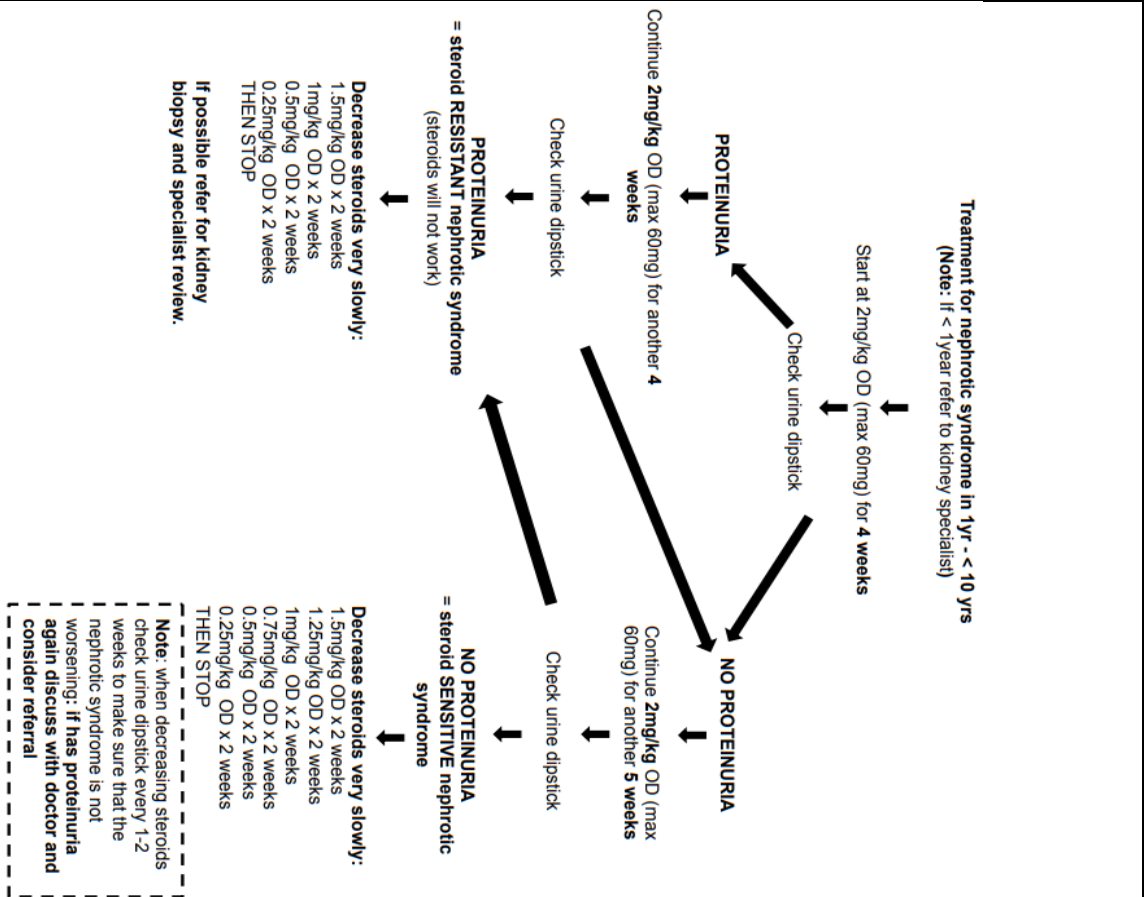 Treatment for nephrotic syndrome in 1yr - < 10 yrs
(Note: If < 1year refer to kidney specialist)
Start at 2mg/kg OD (max 60mg) for 4 weeks
Check urine dipstick
PROTEINURIA
Continue 2mg/kg OD (max 60mg) for another 4
weeks
Check urine dipstick
PROTEINURIA
= steroid RESISTANT nephrotic syndrome
(steroids will not work)
Decrease steroids very slowly:
1.5mg/kg OD x 2 weeks
1mg/kg OD x 2 weeks
0.5mg/kg OD x 2 weeks
0.25mg/kg OD x 2 weeks
THEN STOP
If possible refer for kidney
biopsy and specialist review.
NO PROTEINURIA
Continue 2mg/kg OD (max
60mg) for another 5 weeks
Check urine dipstick
NO PROTEINURIA
= steroid SENSITIVE nephrotic
syndrome
Decrease steroids very slowly:
1.5mg/kg OD x 2 weeks
1.25mg/kg OD x 2 weeks
1mg/kg OD x 2 weeks
0.75mg/kg OD x 2 weeks
0.5mg/kg OD x 2 weeks
0.25mg/kg OD x 2 weeks
THEN STOP
Note: when decreasing steroids
check urine dipstick every 1-2
weeks to make sure that the
nephrotic syndrome is not
worsening: if has proteinuria
again discuss with doctor and
consider referral